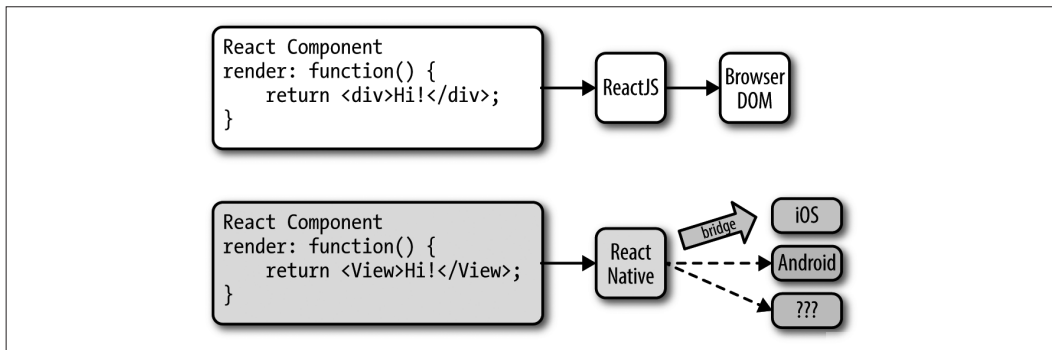 React Component
render: function() {
    return <div>Hi!</div>;
}
ReactJS
Browser
DOM
React Component
render: function() {
    return <View>Hi!</View>;
}
React
Native
bridge
iOS
Android
???